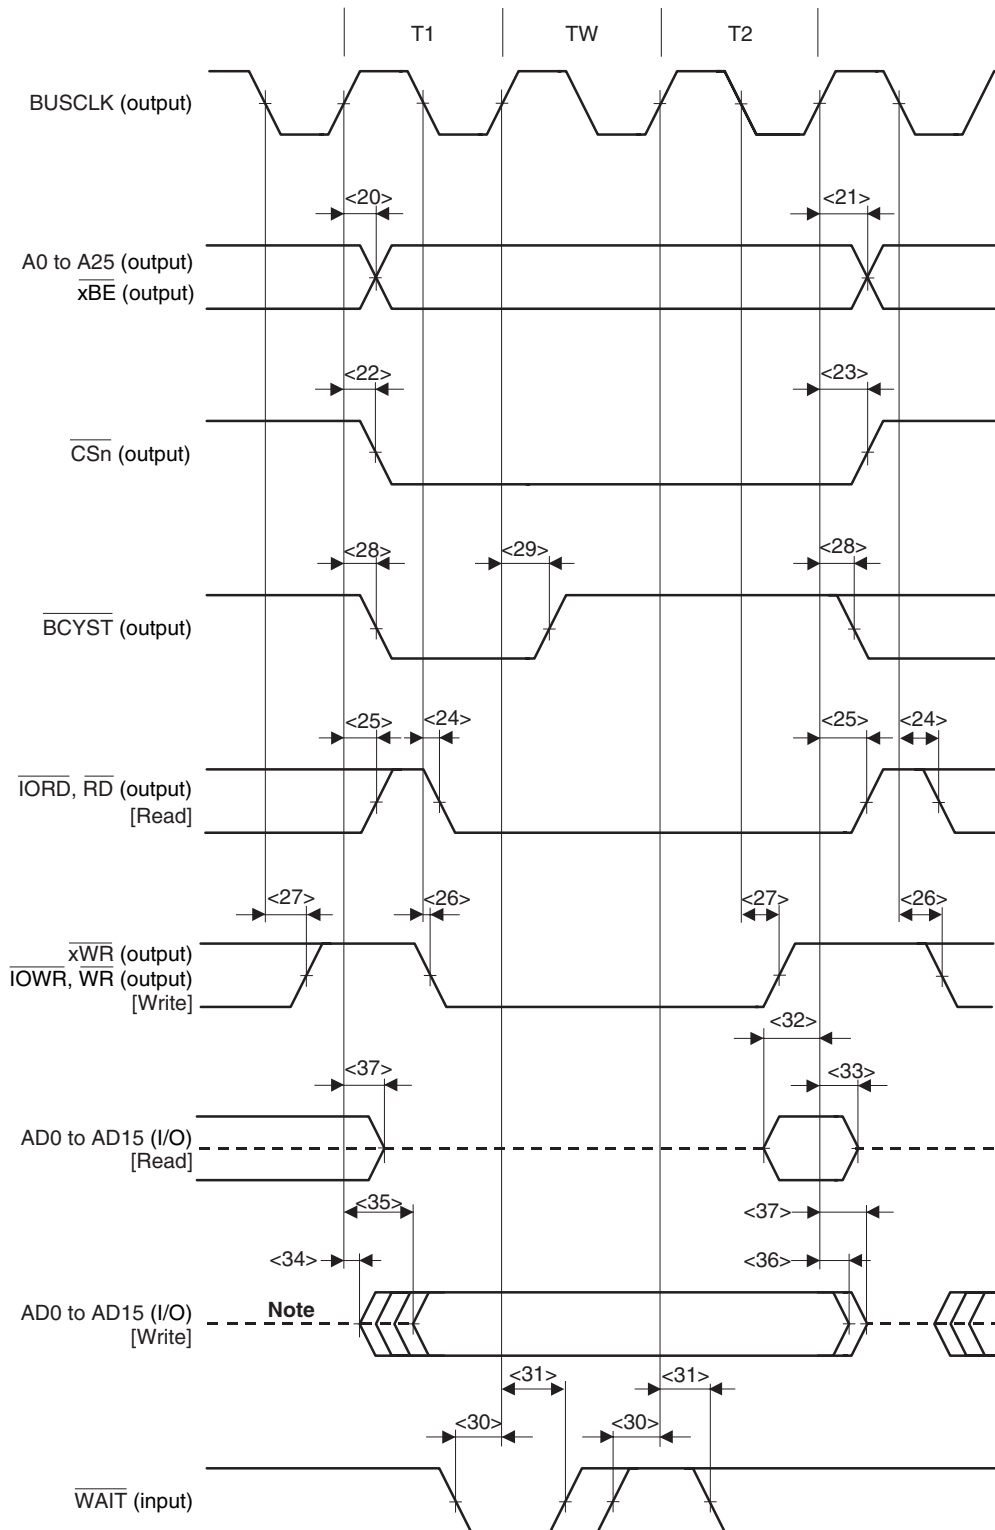 T1 TW T2
BUSCLK (output)
<20> <21>
A0 to A25 (output)
xBE (output)
<22> <23>
CSn (output)
<28> <29> <28>
BCYST (output)
<25> <24> <25> <24>
IORD, RD (output)
[Read]
<27> <26> <27> <26>
xWR (output)
IOWR, WR (output)
[Write]
<32>
<37> <33>
AD0 to AD15 (I/O)
[Read]
<35> <37>
<34> <36>
AD0 to AD15 (I/O) Note
[Write]
<31> <31>
<30> <30>
WAIT (input)